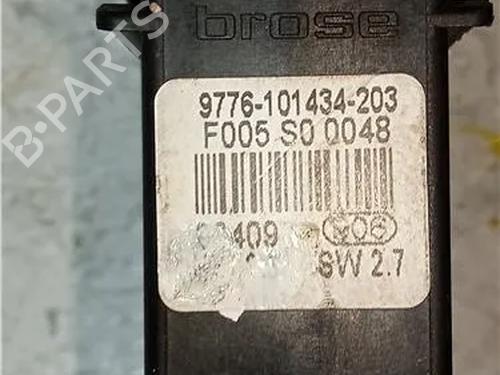 brose
B-PARTS
9776-101434-203
F005 S0 0048
SW 2.7